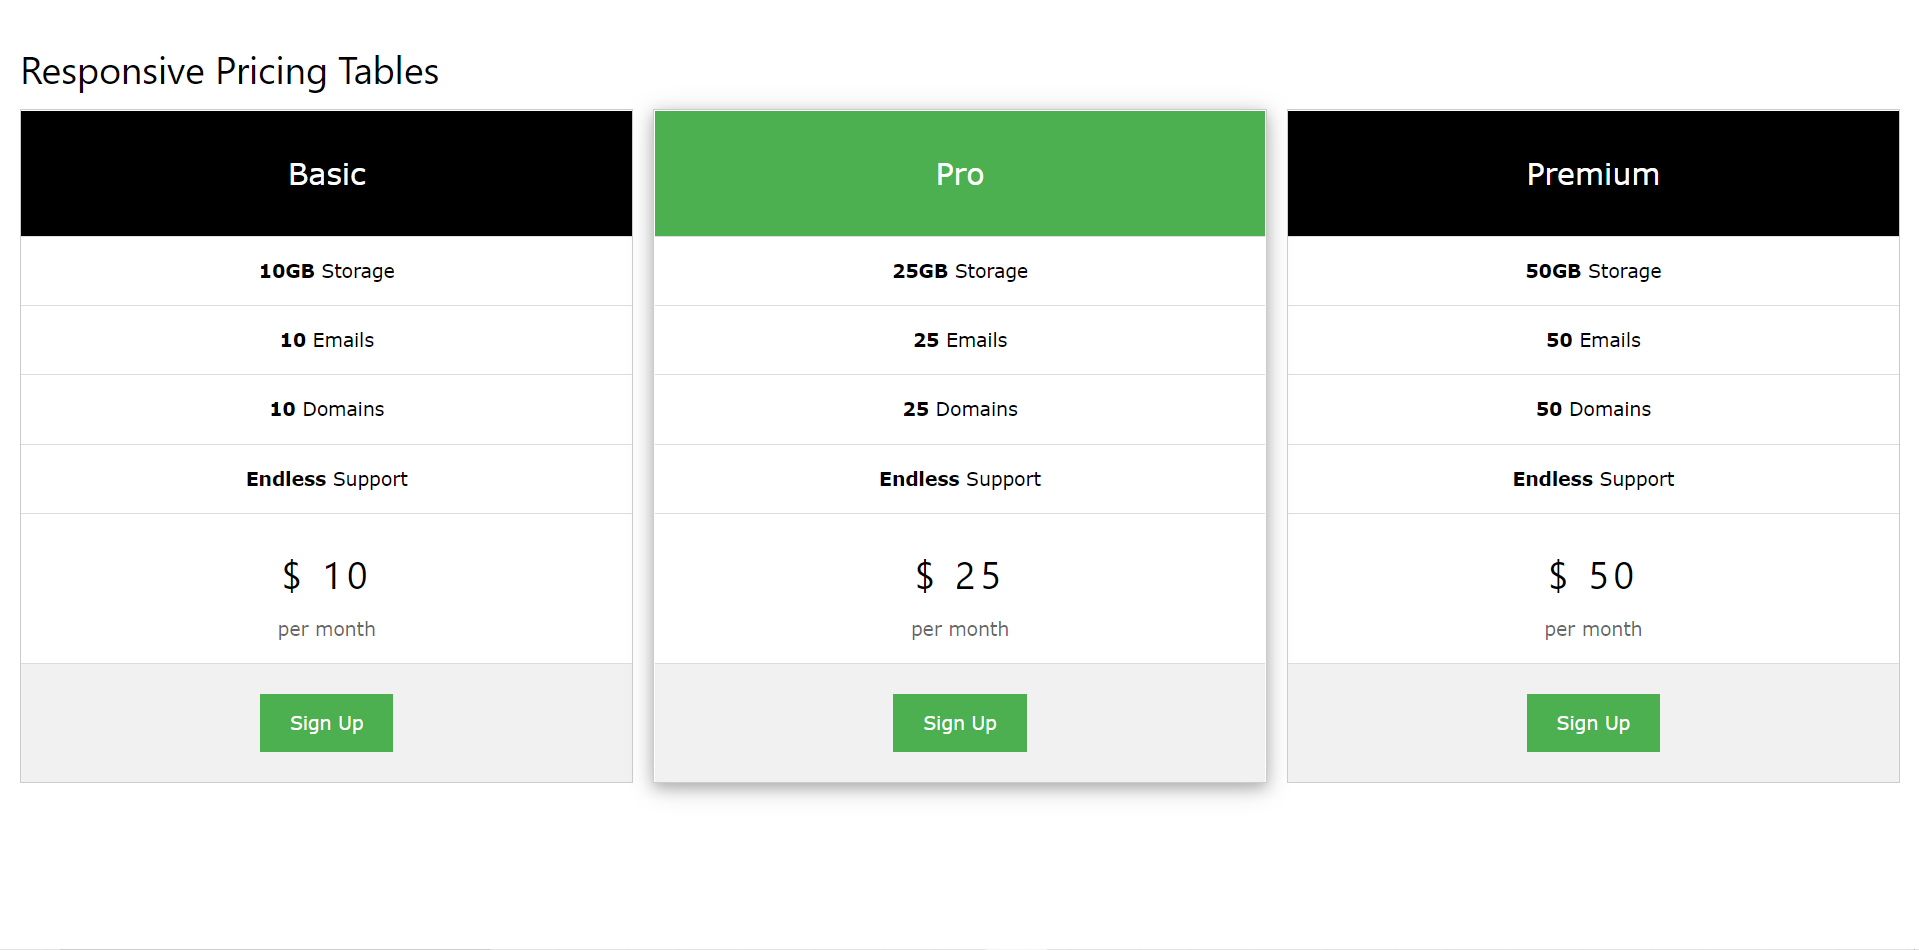 Responsive Pricing Tables
Basic
10GB Storage
10 Emails
10 Domains
Endless Support
$ 10
per month
Sign Up
Pro
25GB Storage
25 Emails
25 Domains
Endless Support
$ 25
per month
Sign Up
Premium
50GB Storage
50 Emails
50 Domains
Endless Support
$ 50
per month
Sign Up